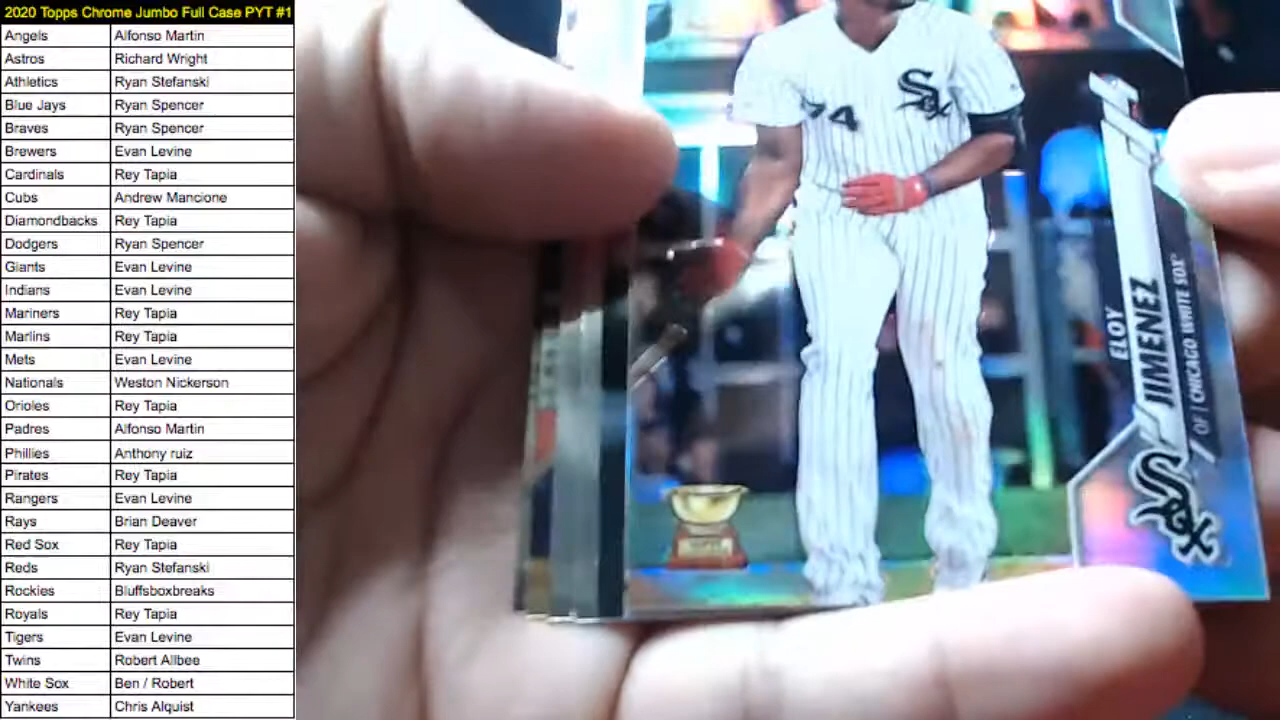 2020 Topps Chrome Jumbo Full Case PYT #1
Angels Alfonso Martin
Astros Richard Wright
Athletics Ryan Stefanski
Blue Jays Ryan Spencer
Braves Ryan Spencer
Brewers Evan Levine
Cardinals Rey Tapia
Cubs Andrew Mancione
Diamondbacks Rey Tapia
Dodgers Ryan Spencer
Giants Evan Levine
Indians Evan Levine
Mariners Rey Tapia
Marlins Rey Tapia
Mets Evan Levine
Nationals Weston Nickerson
Orioles Rey Tapia
Padres Alfonso Martin
Phillies Anthony ruiz
Pirates Rey Tapia
Rangers Evan Levine
Rays Brian Deaver
Red Sox Rey Tapia
Reds Ryan Stefanski
Rockies Bluffsboxbreaks
Royals Rey Tapia
Tigers Evan Levine
Twins Robert Allbee
White Sox Ben / Robert
Yankees Chris Alquist
Sox
74
ELOY
JIMENEZ
OF | CHICAGO WHITE SOX
Sox